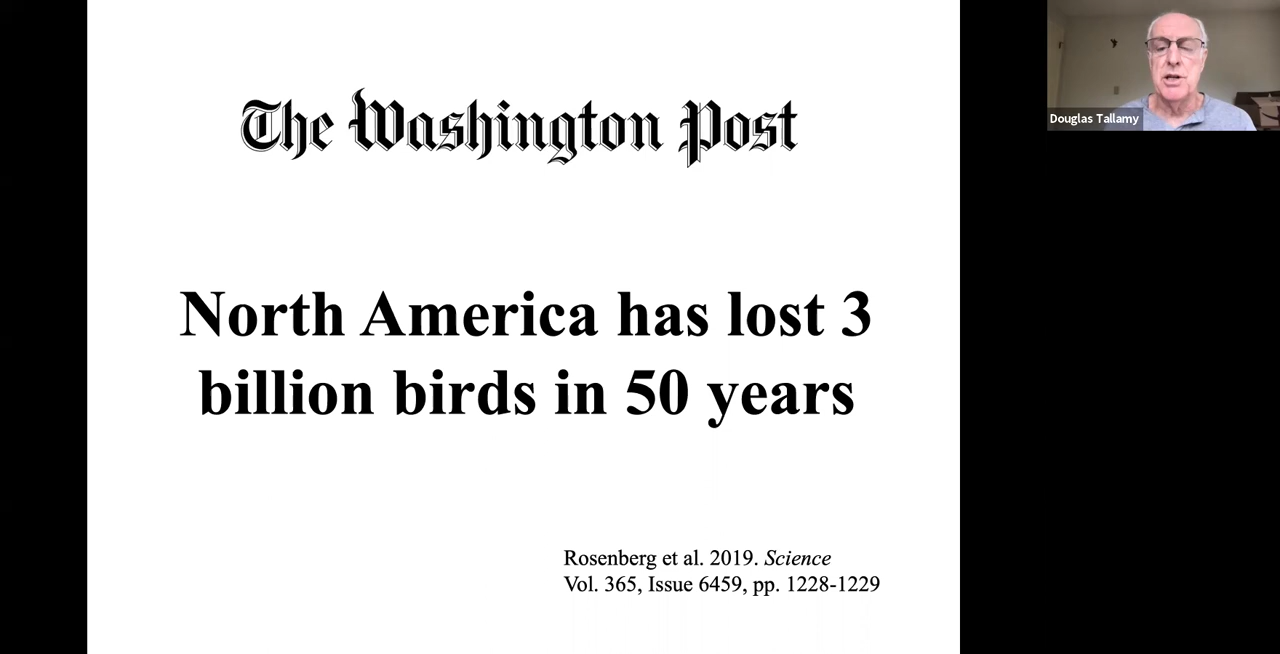 The Washington Post
North America has lost 3
billion birds in 50 years
Rosenberg et al. 2019. Science
Vol. 365, Issue 6459, pp. 1228-1229
Douglas Tallamy